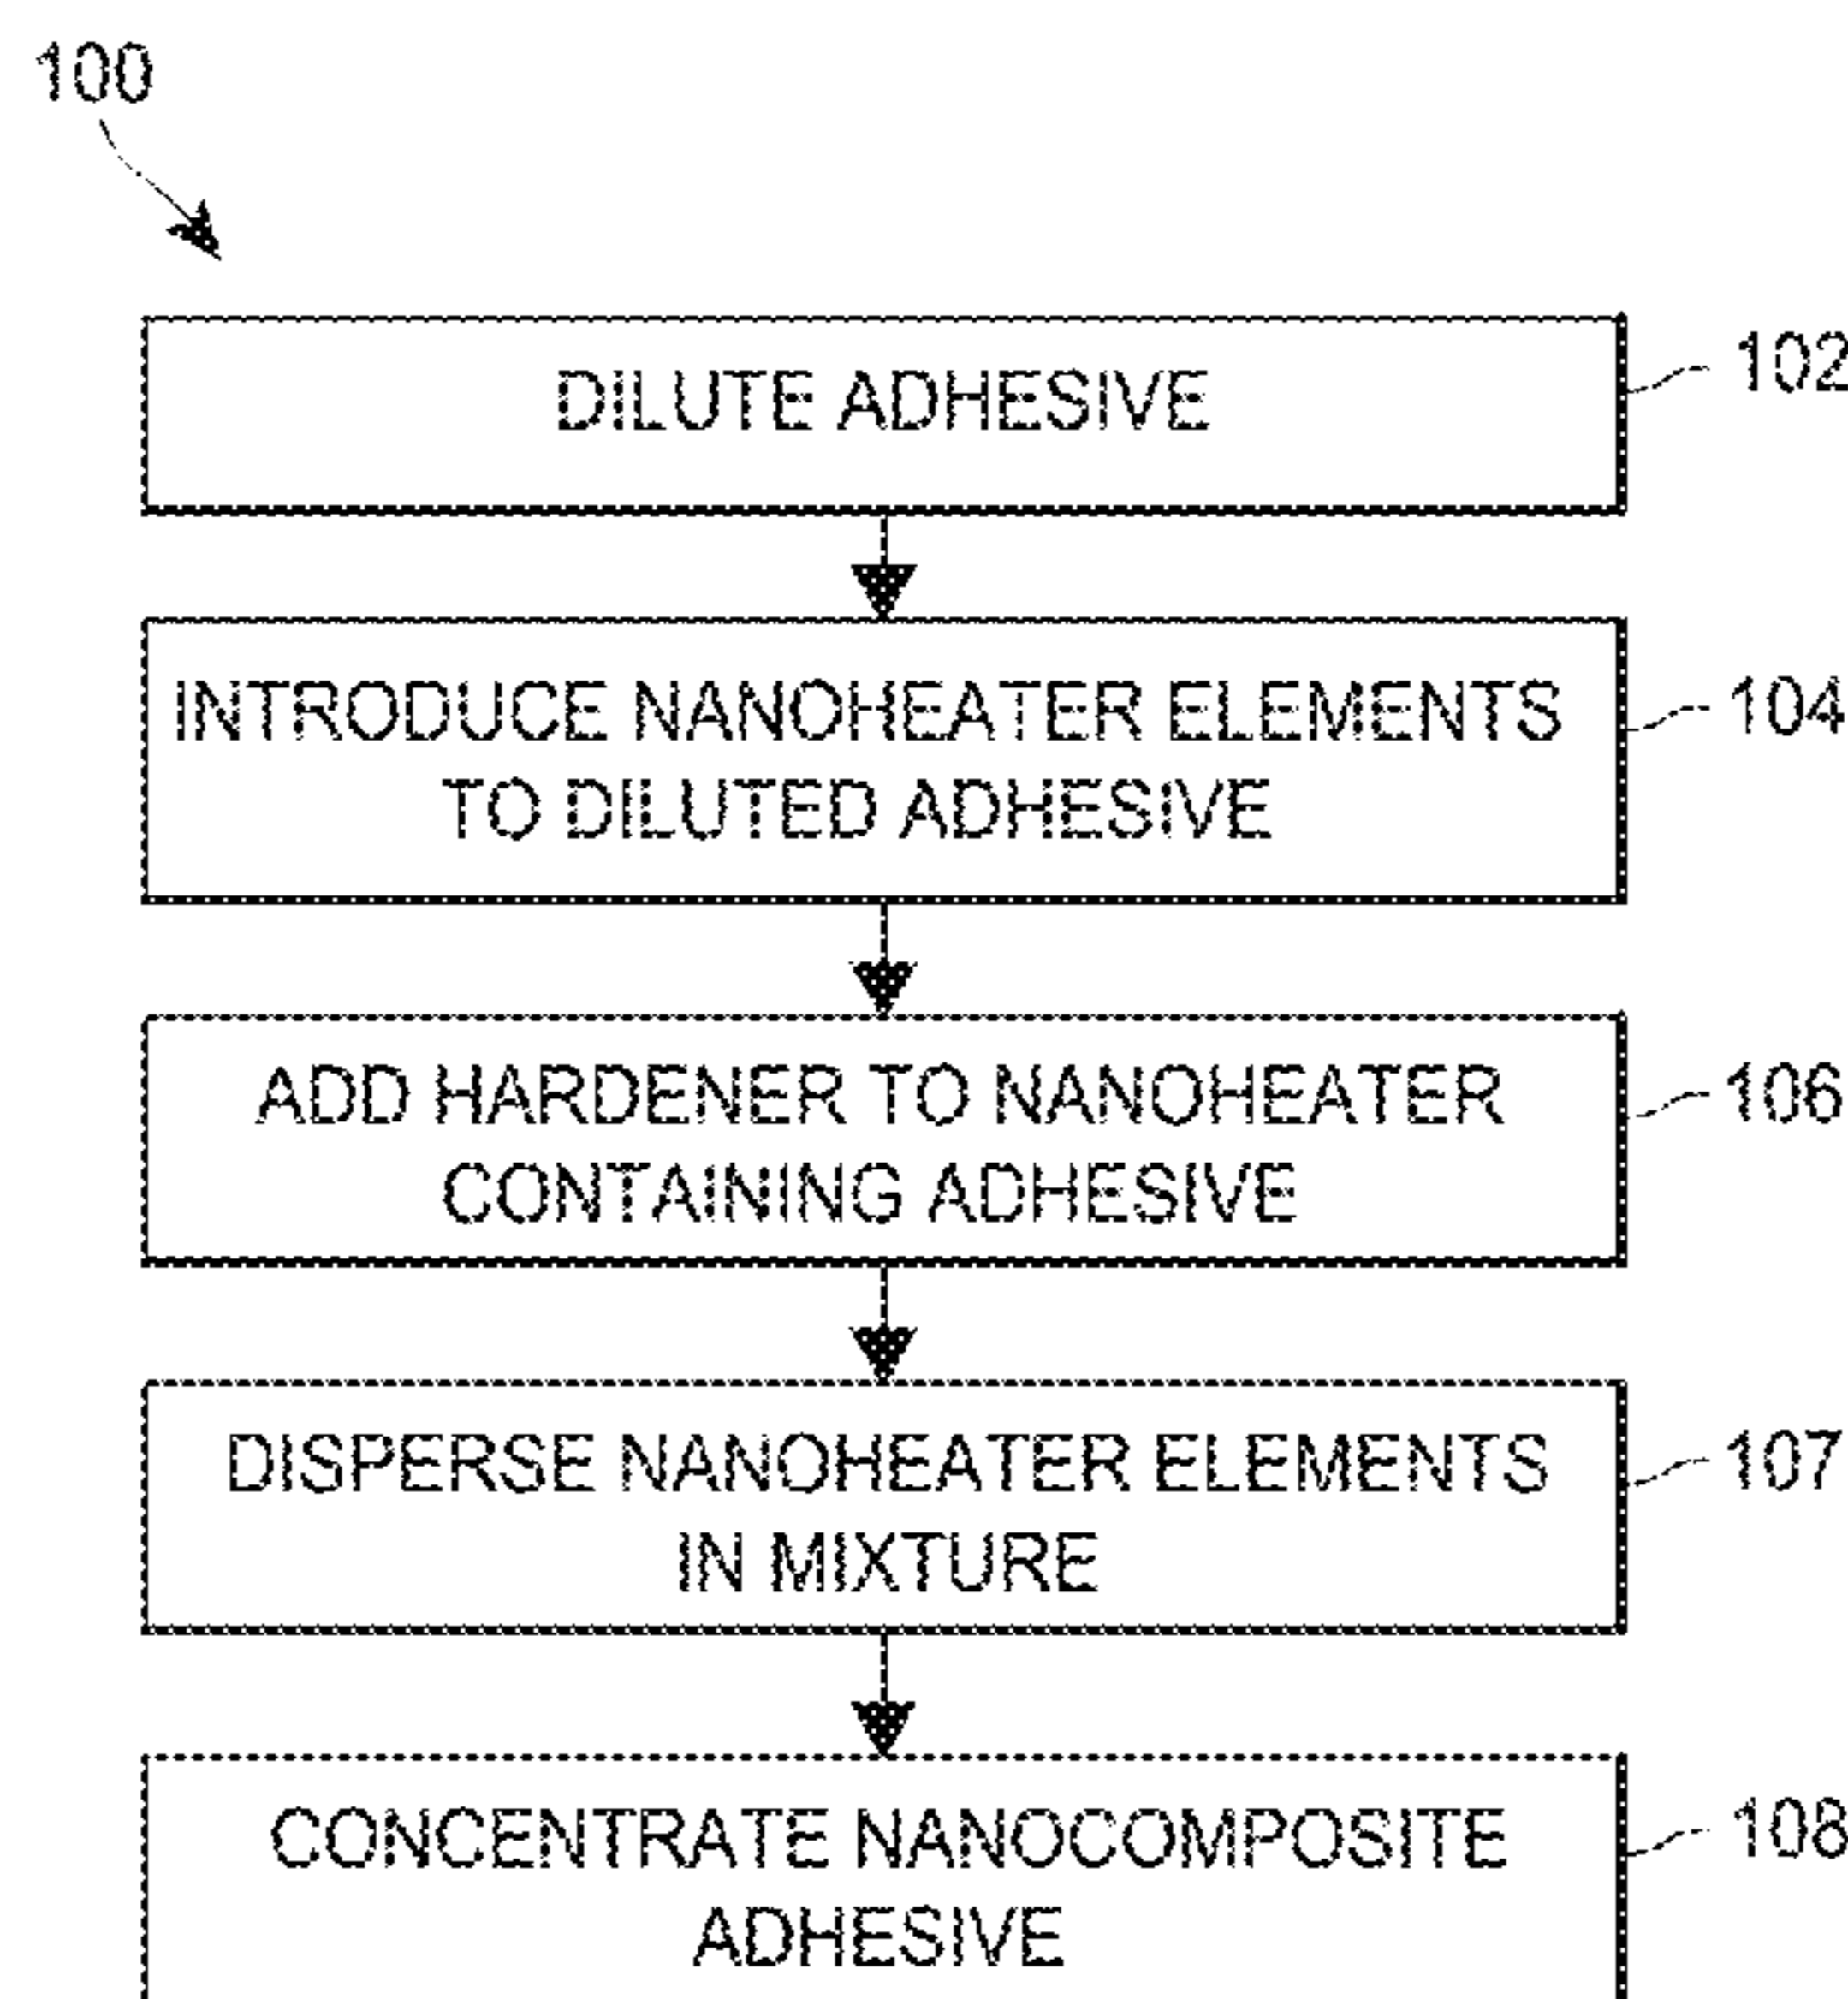 100
DILUTE ADHESIVE
102
INTRODUCE NANOHEATER ELEMENTS
TO DILUTED ADHESIVE
104
ADD HARDENER TO NANOHEATER
CONTAINING ADHESIVE
106
DISPERSE NANOHEATER ELEMENTS
IN MIXTURE
107
CONCENTRATE NANOCOMPOSITE
ADHESIVE
108